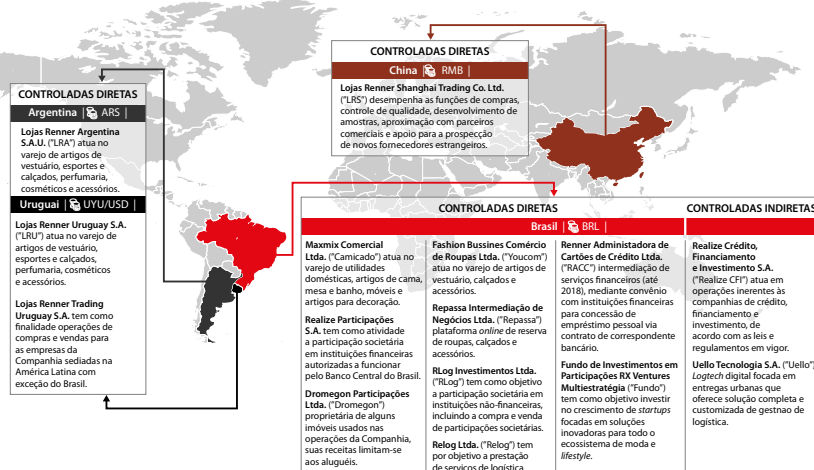 CONTROLADAS DIRETAS
Argentina | ARS |
Lojas Renner Argentina
S.A.U. ("LRA") atua no
varejo de artigos de
vestuário, esportes e
calçados, perfumaria,
cosméticos e acessórios.
Uruguai | UYU/USD |
Lojas Renner Uruguay S.A.
("LRU") atua no varejo de
artigos de vestuário,
esportes e calçados,
perfumaria, cosméticos
e acessórios.
Lojas Renner Trading
Uruguay S.A. tem como
finalidade operações de
compras e vendas para
as empresas da
Companhia sediadas na
América Latina com
exceção do Brasil.
CONTROLADAS DIRETAS
China | RMB |
Lojas Renner Shanghai Trading Co. Ltd.
("LRS") desempenha as funções de compras,
controle de qualidade, desenvolvimento de
amostras, aproximação com parceiros
comerciais e apoio para a prospecção
de novos fornecedores estrangeiros.
CONTROLADAS DIRETAS
CONTROLADAS INDIRETAS
Brasil | BRL |
Maxmix Comercial
Ltda. ("Camicado") atua no
varejo de utilidades
domésticas, artigos de cama,
mesa e banho, móveis e
artigos para decoração.
Realize Participações
S.A. tem como atividade
a participação societária
em instituições financeiras
autorizadas a funcionar
pelo Banco Central do Brasil.
Dromegon Participações
Ltda. ("Dromegon")
proprietária de alguns
imóveis usados nas
operações da Companhia,
suas receitas limitam-se
aos aluguéis.
Fashion Bussines Comércio
de Roupas Ltda. ("Youcom")
atua no varejo de artigos de
vestuário, calçados e
acessórios.
Repassa Intermediação de
Negócios Ltda. ("Repassa")
plataforma online de reserva
de roupas, calçados e
acessórios.
RLog Investimentos Ltda.
("RLog") tem como objetivo
a participação societária em
instituições não-financeiras,
incluindo a compra e venda
de participações societárias.
Relog Ltda. ("Relog") tem
por objetivo a prestação
de serviços de logística
Renner Administadora de
Cartões de Crédito Ltda.
("RACC") intermediação de
serviços financeiros (até
2018), mediante convênio
com instituições financeiras
para concessão de
empréstimo pessoal via
contrato de correspondente
bancário.
Fundo de Investimentos em
Participações RX Ventures
Multiestratégia ("Fundo")
tem como objetivo investir
no crescimento de startups
focadas em soluções
inovadoras para todo o
ecossistema de moda e
lifestyle.
Realize Crédito,
Financiamento
e Investimento S.A.
("Realize CFI") atua em
operações inerentes às
companhias de crédito,
financiamento e
investimento, de
acordo com as leis e
regulamentos em vigor.
Uello Tecnologia S.A. ("Uello")
Logtech digital focada em
entregas urbanas que
oferece solução completa e
customizada de gestnao de
logística.